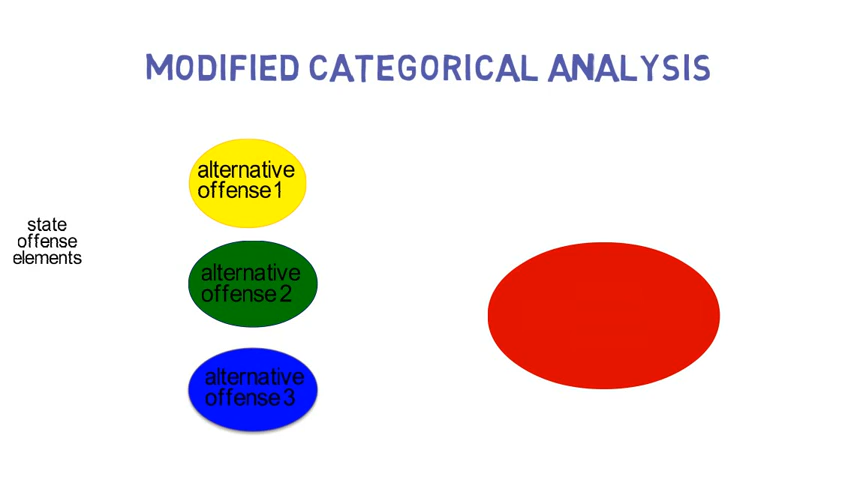 MODIFIED CATEGORICAL ANALYSIS
alternative
offense 1
state
offense
elements
alternative
offense 2
alternative
offense 3